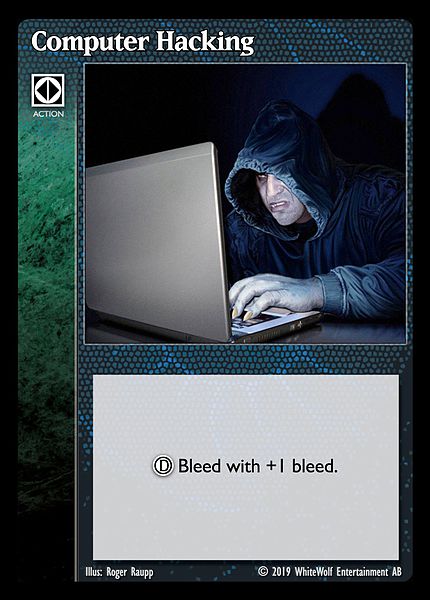 Computer Hacking
ACTION
Ⓓ Bleed with +1 bleed.
Illus: Roger Raupp © 2019 WhiteWolf Entertainment AB